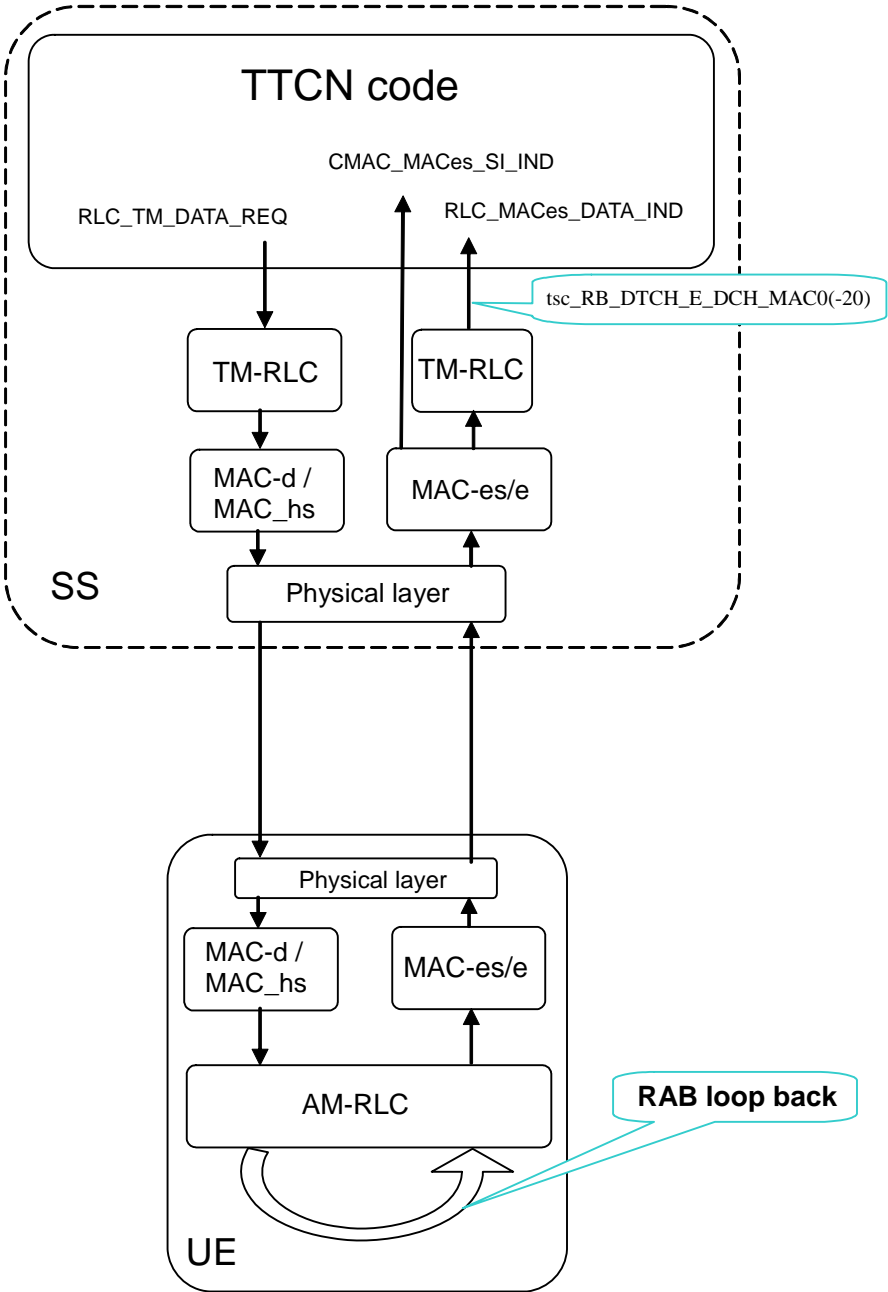 TTCN code
CMAC_MACes_SI_IND
RLC_TM_DATA_REQ
RLC_MACes_DATA_IND
tsc_RB_DTCH_E_DCH_MAC0(-20)
TM-RLC
TM-RLC
MAC-d /
MAC_hs
MAC-es/e
SS
Physical layer
Physical layer
MAC-d /
MAC_hs
MAC-es/e
AM-RLC
RAB loop back
UE